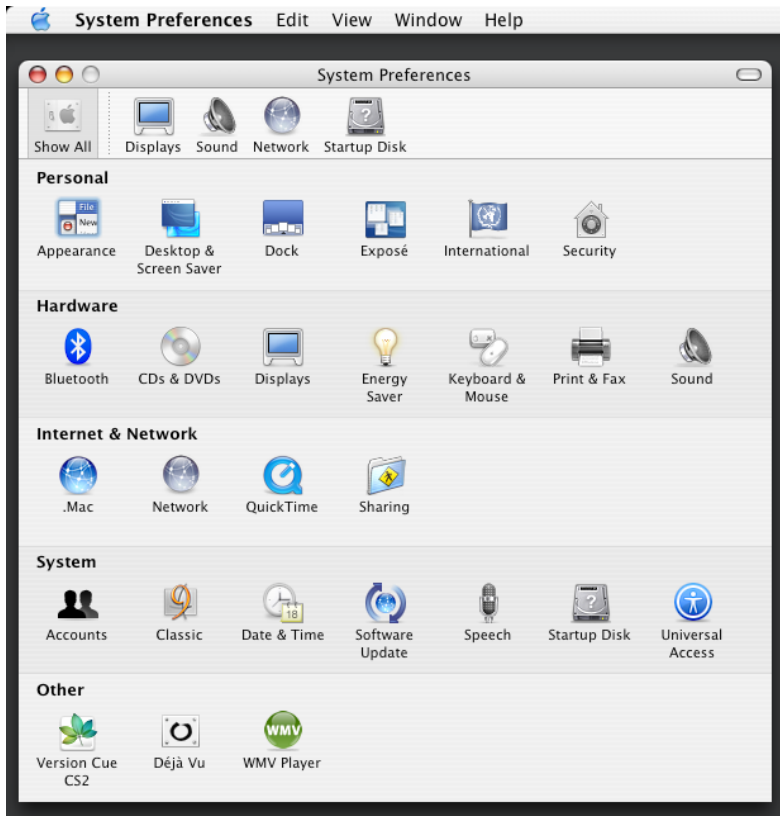 System Preferences Edit View Window Help
System Preferences
Show All Displays Sound Network Startup Disk
Personal
File
New
Appearance Desktop & Screen Saver Dock Exposé International Security
Hardware
Bluetooth CDs & DVDs Displays Energy Saver Keyboard & Mouse Print & Fax Sound
Internet & Network
.Mac Network QuickTime Sharing
System
18
Accounts Classic Date & Time Software Update Speech Startup Disk Universal Access
Other
WMV
Version Cue CS2 Déjà Vu WMV Player